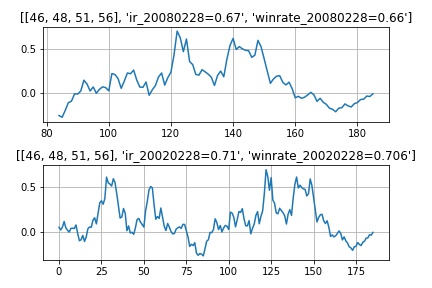 [[46, 48, 51, 56], 'ir_20080228=0.67', 'winrate_20080228=0.66']
0.5
0.0
80 100 120 140 160 180
[[46, 48, 51, 56], 'ir_20020228=0.71', 'winrate_20020228=0.706']
0.5
0.0
0 25 50 75 100 125 150 175